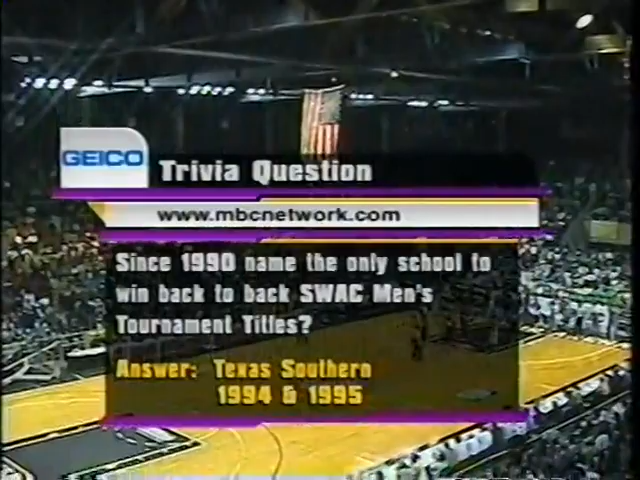 GEICO
Trivia Question
www.mbcnetwork.com
Since 1990 name the only school to
win back to back SWAC Men's
Tournament Titles?
Answer: Texas Southern
1994 & 1995